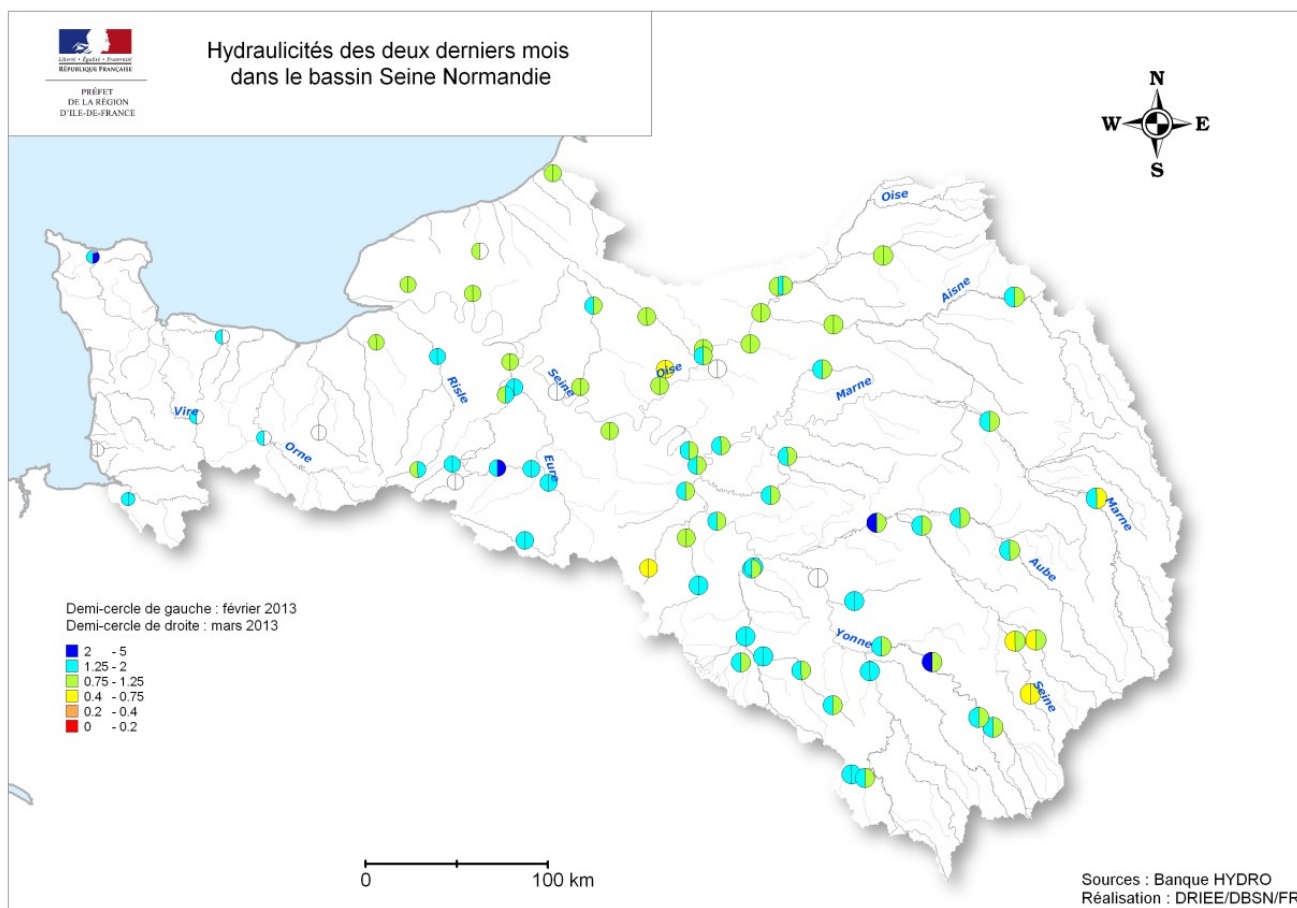 Liberté • Égalité • Fraternité
RÉPUBLIQUE FRANÇAISE
PRÉFET
DE LA RÉGION
D'ILE-DE-FRANCE
Hydraulicités des deux derniers mois
dans le bassin Seine Normandie
N
W E
S
Oise
Aisne
Oise
Seine
Marne
Risle
Vire
Orne
Eure
Marne
Aube
Yonne
Seine
Demi-cercle de gauche : février 2013
Demi-cercle de droite : mars 2013
2 - 5
1.25 - 2
0.75 - 1.25
0.4 - 0.75
0.2 - 0.4
0 - 0.2
0 100 km
Sources : Banque HYDRO
Réalisation : DRIEE/DBSN/FR